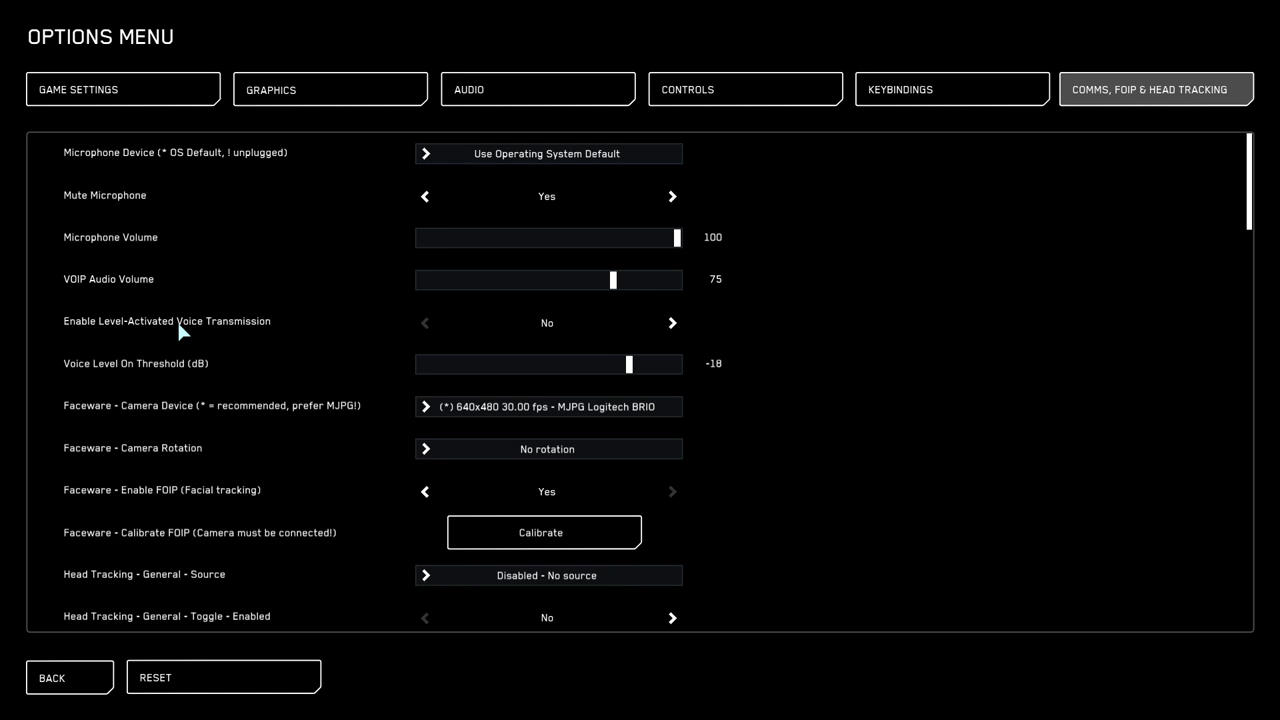 OPTIONS MENU
GAME SETTINGS
GRAPHICS
AUDIO
CONTROLS
KEYBINDINGS
COMMS, FOIP & HEAD TRACKING
Microphone Device (* OS Default, ! unplugged)
Use Operating System Default
Mute Microphone
Yes
Microphone Volume
100
VOIP Audio Volume
75
Enable Level-Activated Voice Transmission
No
Voice Level On Threshold (dB)
-18
Faceware - Camera Device (* = recommended, prefer MJPG!)
(*) 640x480 30.00 fps - MJPG Logitech BRIO
Faceware - Camera Rotation
No rotation
Faceware - Enable FOIP (Facial tracking)
Yes
Faceware - Calibrate FOIP (Camera must be connected!)
Calibrate
Head Tracking - General - Source
Disabled - No source
Head Tracking - General - Toggle - Enabled
No
BACK
RESET